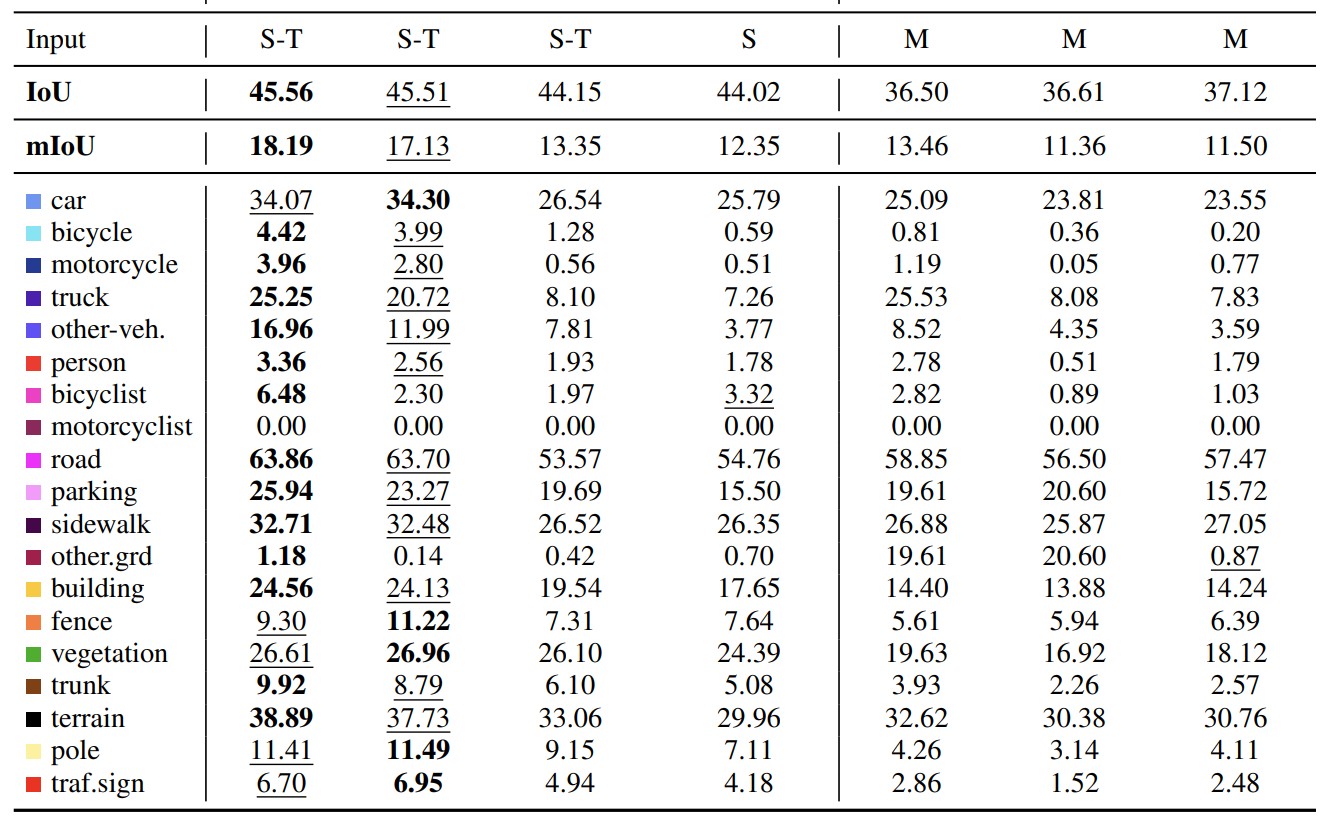 Input S-T S-T S-T S M M M
IoU 45.56 45.51 44.15 44.02 36.50 36.61 37.12
mIoU 18.19 17.13 13.35 12.35 13.46 11.36 11.50
car 34.07 34.30 26.54 25.79 25.09 23.81 23.55
bicycle 4.42 3.99 1.28 0.59 0.81 0.36 0.20
motorcycle 3.96 2.80 0.56 0.51 1.19 0.05 0.77
truck 25.25 20.72 8.10 7.26 25.53 8.08 7.83
other-veh. 16.96 11.99 7.81 3.77 8.52 4.35 3.59
person 3.36 2.56 1.93 1.78 2.78 0.51 1.79
bicyclist 6.48 2.30 1.97 3.32 2.82 0.89 1.03
motorcyclist 0.00 0.00 0.00 0.00 0.00 0.00 0.00
road 63.86 63.70 53.57 54.76 58.85 56.50 57.47
parking 25.94 23.27 19.69 15.50 19.61 20.60 15.72
sidewalk 32.71 32.48 26.52 26.35 26.88 25.87 27.05
other.grd 1.18 0.14 0.42 0.70 19.61 20.60 0.87
building 24.56 24.13 19.54 17.65 14.40 13.88 14.24
fence 9.30 11.22 7.31 7.64 5.61 5.94 6.39
vegetation 26.61 26.96 26.10 24.39 19.63 16.92 18.12
trunk 9.92 8.79 6.10 5.08 3.93 2.26 2.57
terrain 38.89 37.73 33.06 29.96 32.62 30.38 30.76
pole 11.41 11.49 9.15 7.11 4.26 3.14 4.11
traf.sign 6.70 6.95 4.94 4.18 2.86 1.52 2.48